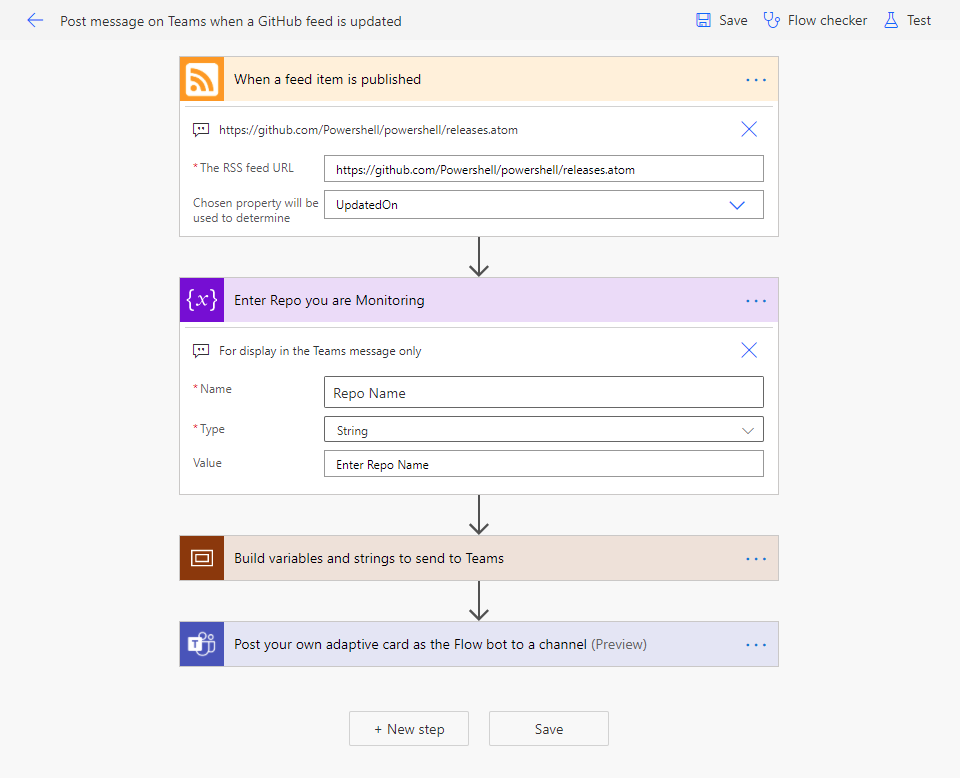 Post message on Teams when a GitHub feed is updated
Save
Flow checker
Test
When a feed item is published
https://github.com/Powershell/powershell/releases.atom
* The RSS feed URL
https://github.com/Powershell/powershell/releases.atom
Chosen property will be
used to determine
UpdatedOn
{x}
Enter Repo you are Monitoring
For display in the Teams message only
* Name
Repo Name
* Type
String
Value
Enter Repo Name
Build variables and strings to send to Teams
T
Post your own adaptive card as the Flow bot to a channel (Preview)
+ New step
Save